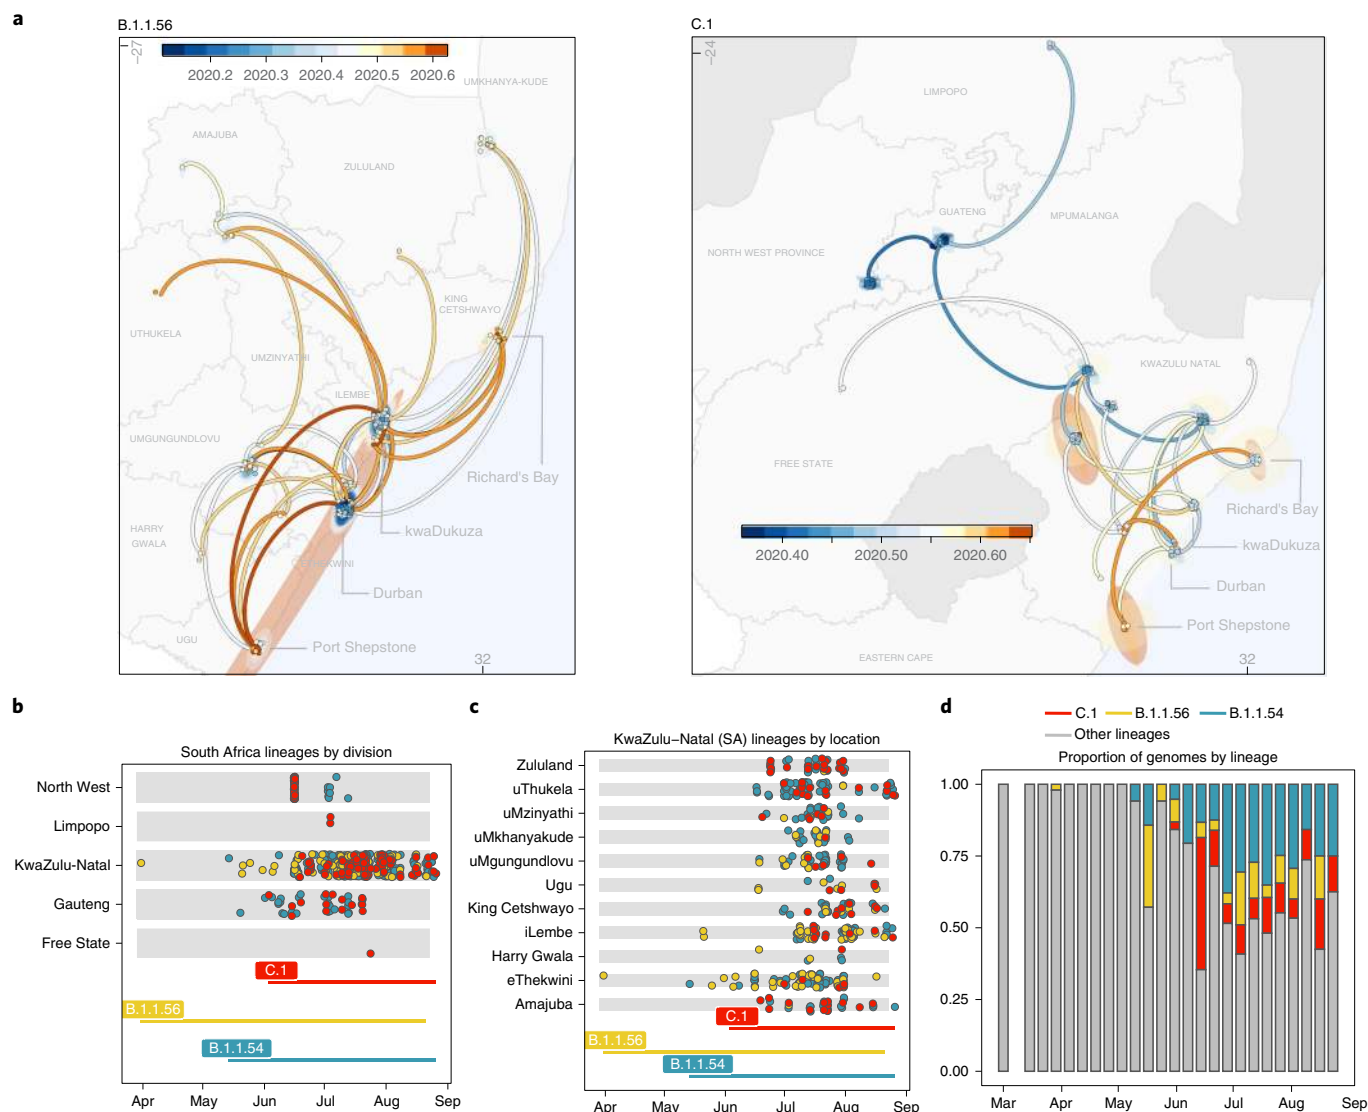 a
B.1.1.56
-27
2020.2 2020.3 2020.4 2020.5 2020.6
UMKHANYA-KUDE
AMAJUBA
ZULULAND
KING
CETSHWAYO
UTHUKELA
UMZINYATHI
ILEMBE
UMGUNGUNDLOVU
Richard's Bay
HARRY
GWALA
kwaDukuza
Durban
UGU
Port Shepstone
32
C.1
-24
LIMPOPO
GUATENG
MPUMALANGA
NORTH WEST PROVINCE
KWAZULU NATAL
FREE STATE
Richard's Bay
2020.40 2020.50 2020.60
kwaDukuza
Durban
Port Shepstone
EASTERN CAPE
32
b
South Africa lineages by division
North West
Limpopo
KwaZulu-Natal
Gauteng
Free State
C.1
B.1.1.56
B.1.1.54
Apr May Jun Jul Aug Sep
c
KwaZulu–Natal (SA) lineages by location
Zululand
uThukela
uMzinyathi
uMkhanyakude
uMgungundlovu
Ugu
King Cetshwayo
iLembe
Harry Gwala
eThekwini
Amajuba
C.1
B.1.1.56
B.1.1.54
Apr May Jun Jul Aug Sep
d
C.1 B.1.1.56 B.1.1.54
Other lineages
Proportion of genomes by lineage
1.00
0.75
0.50
0.25
0.00
Mar Apr May Jun Jul Aug Sep